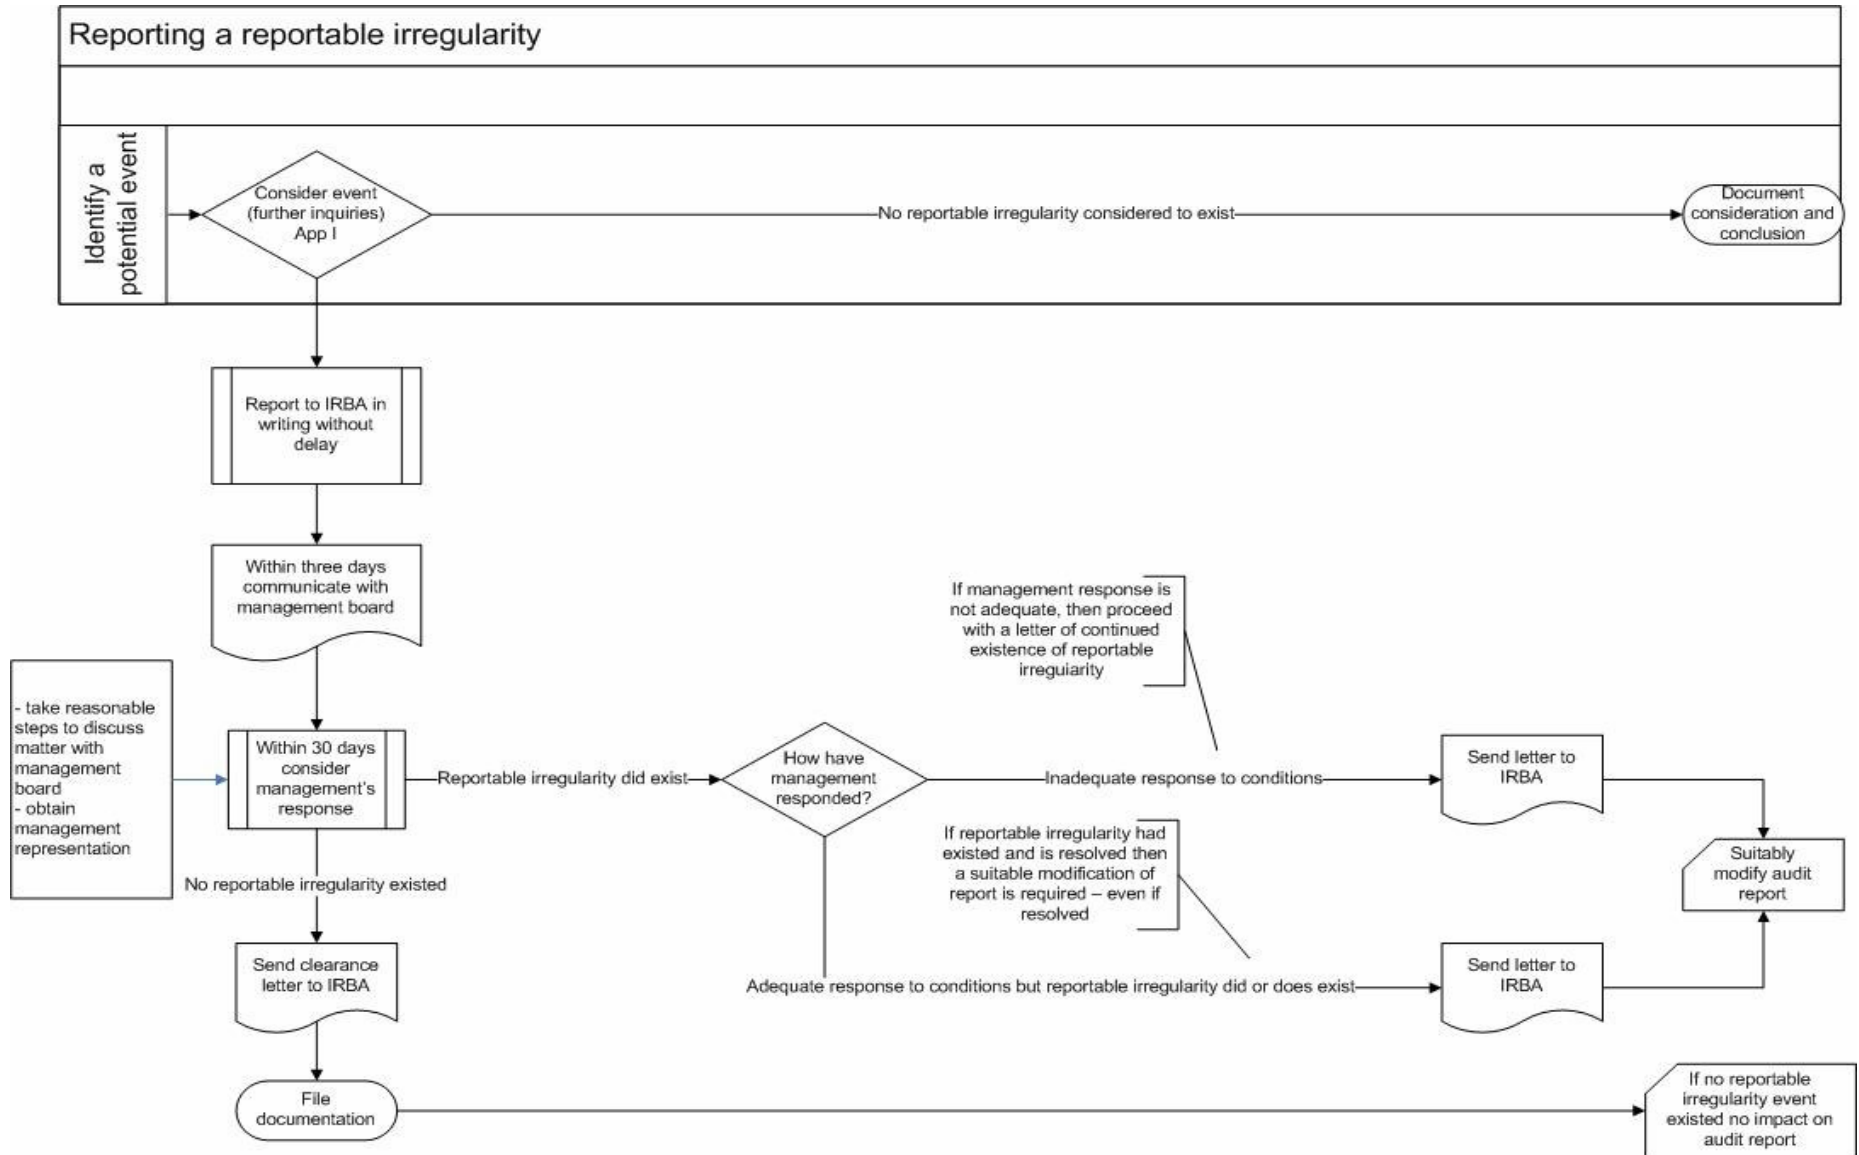 Reporting a reportable irregularity
Identify a
potential event
Consider event
(further inquiries)
App I
No reportable irregularity considered to exist
Document
consideration and
conclusion
Report to IRBA in
writing without
delay
Within three days
communicate with
management board
- take reasonable
steps to discuss
matter with
management
board
- obtain
management
representation
Within 30 days
consider
management's
response
Reportable irregularity did exist
How have
management
responded?
If management response is
not adequate, then proceed
with a letter of continued
existence of reportable
irreguiarity
Inadequate response to conditions
Send letter to
IRBA
If reportable irregularity had
existed and is resolved then
a suitable modification of
report is required – even if
resolved
Suitably
modify audit
report
No reportable irregularity existed
Send clearance
letter to IRBA
Adequate response to conditions but reportable irregularity did or does exist
Send letter to
IRBA
File
documentation
If no reportable
irregularity event
existed no impact on
audit report